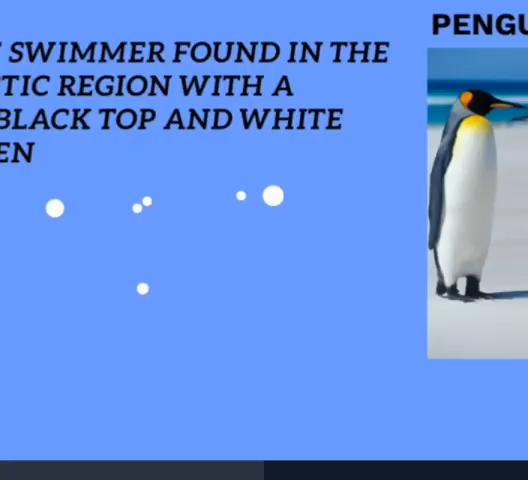 SWIMMER FOUND IN THE
TIC REGION WITH A
BLACK TOP AND WHITE
EN
PENGU